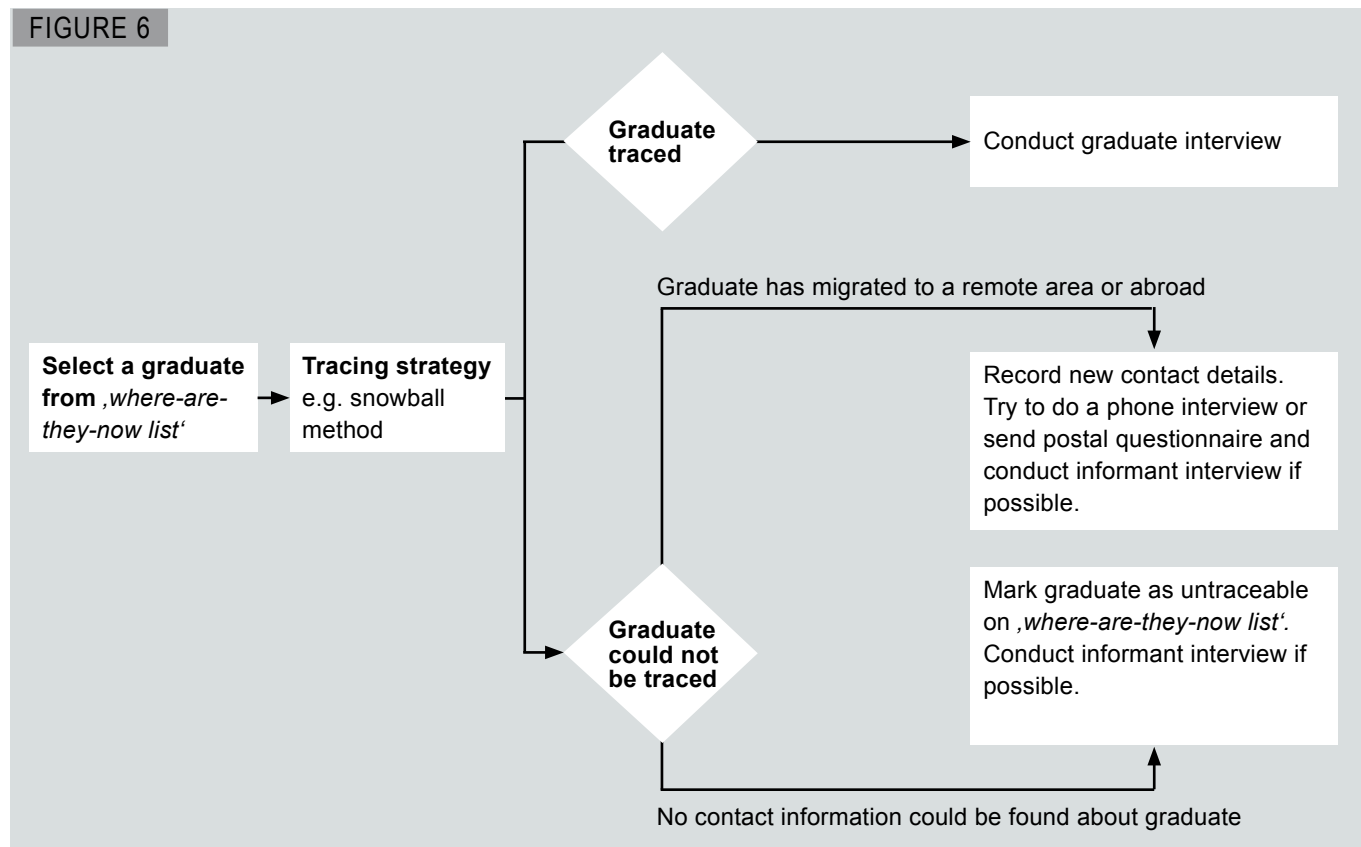 FIGURE 6
Graduate
traced
Conduct graduate interview
Graduate has migrated to a remote area or abroad
Select a graduate
from ‚where-are-
they-now list‘
Tracing strategy
e.g. snowball
method
Record new contact details.
Try to do a phone interview or
send postal questionnaire and
conduct informant interview if
possible.
Graduate
could not
be traced
Mark graduate as untraceable
on ‚where-are-they-now list‘.
Conduct informant interview if
possible.
No contact information could be found about graduate